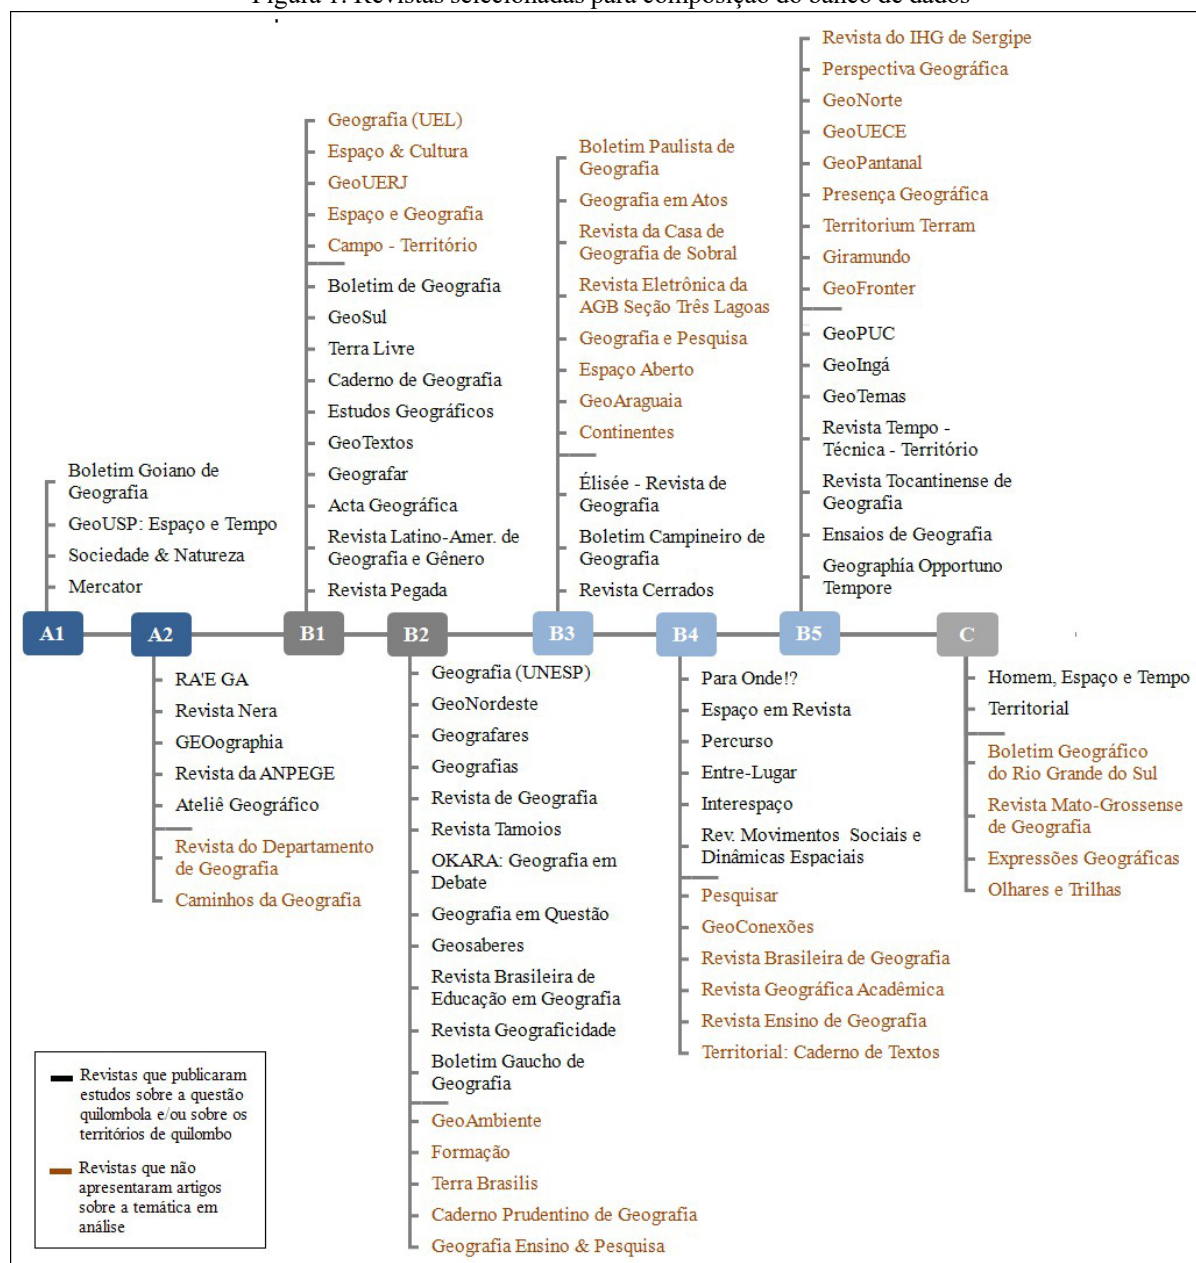 Figura 1: Revistas selecionadas para composição do banco de dados
Boletim Goiano de
Geografia
GeoUSP: Espaço e Tempo
Sociedade & Natureza
Mercator
A1
A2
RA'E GA
Revista Nera
GEOographia
Revista da ANPEGE
Ateliê Geográfico
Revista do Departamento
de Geografia
Caminhos da Geografia
Geografia (UEL)
Espaço & Cultura
GeoUERJ
Espaço e Geografia
Campo - Território
Boletim de Geografia
GeoSul
Terra Livre
Caderno de Geografia
Estudos Geográficos
GeoTextos
Geografar
Acta Geográfica
Revista Latino-Amer. de
Geografia e Gênero
Revista Pegada
B1
B2
Geografia (UNESP)
GeoNordeste
Geografares
Geografias
Revista de Geografia
Revista Tamoios
OKARA: Geografia em
Debate
Geografia em Questão
Geosaberes
Revista Brasileira de
Educação em Geografia
Revista Geograficidade
Boletim Gaucho de
Geografia
GeoAmbiente
Formação
Terra Brasilis
Caderno Prudentino de Geografia
Geografia Ensino & Pesquisa
Boletim Paulista de
Geografia
Geografia em Atos
Revista da Casa de
Geografia de Sobral
Revista Eletrônica da
AGB Seção Três Lagoas
Geografia e Pesquisa
Espaço Aberto
GeoAraguaia
Continentes
Élisée - Revista de
Geografia
Boletim Campineiro de
Geografia
Revista Cerrados
B3
B4
Para Onde!?
Espaço em Revista
Percurso
Entre-Lugar
Interespaço
Rev. Movimentos Sociais e
Dinâmicas Espaciais
Pesquisar
GeoConexões
Revista Brasileira de Geografia
Revista Geográfica Acadêmica
Revista Ensino de Geografia
Territorial: Caderno de Textos
Revista do IHG de Sergipe
Perspectiva Geográfica
GeoNorte
GeoUECE
GeoPantanal
Presença Geográfica
Territorium Terram
Giramundo
GeoFronter
GeoPUC
GeoIngá
GeoTemas
Revista Tempo -
Técnica - Território
Revista Tocantinense de
Geografia
Ensaios de Geografia
Geographía Opportuno
Tempore
B5
C
Homem, Espaço e Tempo
Territorial
Boletim Geográfico
do Rio Grande do Sul
Revista Mato-Grossense
de Geografia
Expressões Geográficas
Olhares e Trilhas
Revistas que publicaram
estudos sobre a questão
quilombola e/ou sobre os
territórios de quilombo
Revistas que não
apresentaram artigos
sobre a temática em
análise